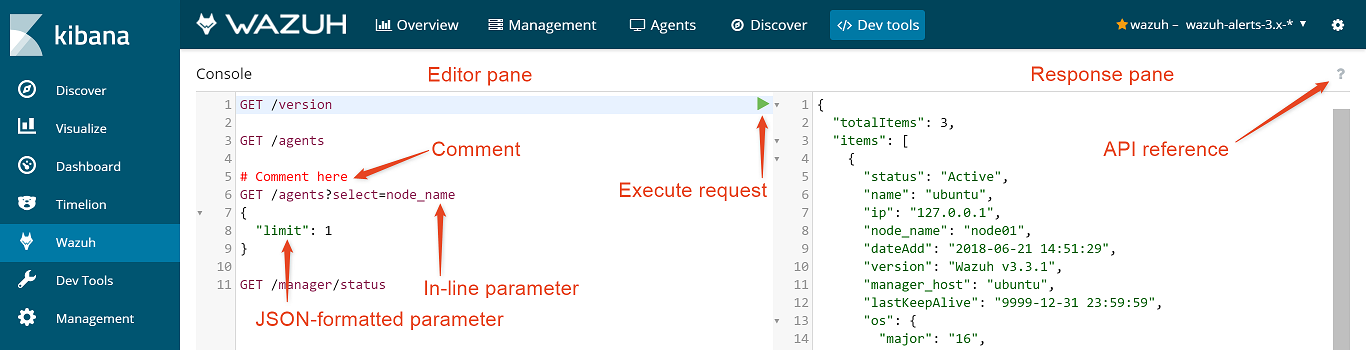 kibana
Discover
Visualize
Dashboard
Timelion
Wazuh
Dev Tools
Management
WAZUH
Overview
Management
Agents
Discover
</> Dev tools
wazuh – wazuh-alerts-3.x-*
Console
Editor pane
Response pane
?
1 GET /version
2
3 GET /agents
4
5 # Comment here
6 GET /agents?select=node_name
7 {
8 "limit": 1
9 }
10
11 GET /manager/status
Comment
Execute request
In-line parameter
JSON-formatted parameter
API reference
1 {
2 "totalItems": 3,
3 "items": [
4 {
5 "status": "Active",
6 "name": "ubuntu",
7 "ip": "127.0.0.1",
8 "node_name": "node01",
9 "dateAdd": "2018-06-21 14:51:29",
10 "version": "Wazuh v3.3.1",
11 "manager_host": "ubuntu",
12 "lastKeepAlive": "9999-12-31 23:59:59",
13 "os": {
14 "major": "16",